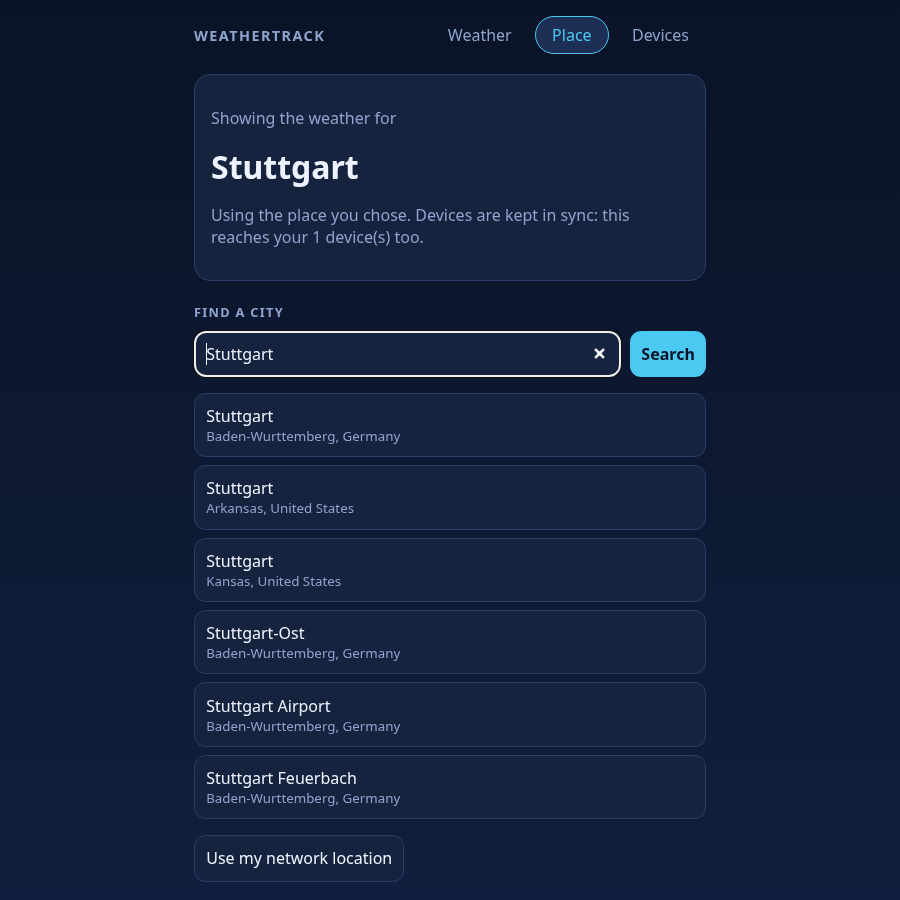 WEATHERTRACK
Weather
Place
Devices
Showing the weather for
Stuttgart
Using the place you chose. Devices are kept in sync: this
reaches your 1 device(s) too.
FIND A CITY
Stuttgart
Search
Stuttgart
Baden-Wurttemberg, Germany
Stuttgart
Arkansas, United States
Stuttgart
Kansas, United States
Stuttgart-Ost
Baden-Wurttemberg, Germany
Stuttgart Airport
Baden-Wurttemberg, Germany
Stuttgart Feuerbach
Baden-Wurttemberg, Germany
Use my network location